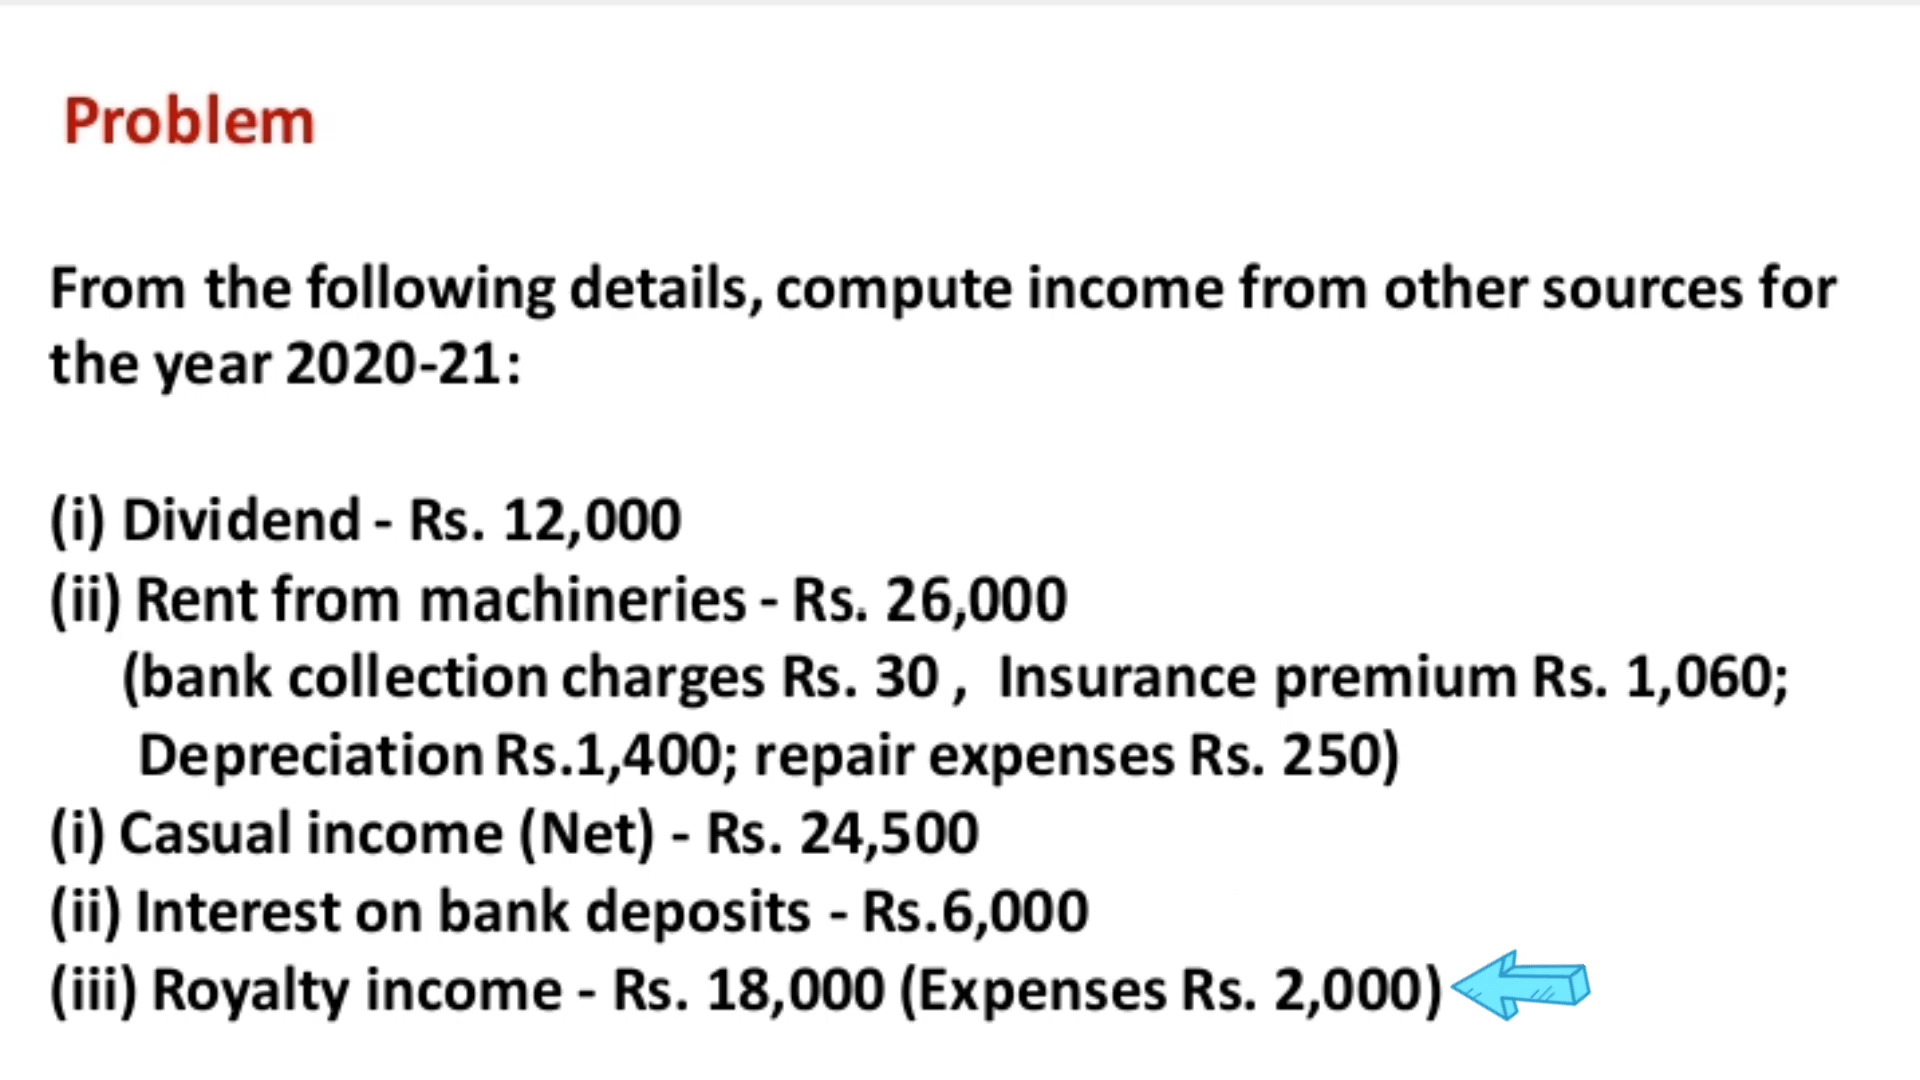 Problem
From the following details, compute income from other sources for
the year 2020-21:
(i) Dividend - Rs. 12,000
(ii) Rent from machineries - Rs. 26,000
(bank collection charges Rs. 30 , Insurance premium Rs. 1,060;
Depreciation Rs.1,400; repair expenses Rs. 250)
(i) Casual income (Net) - Rs. 24,500
(ii) Interest on bank deposits - Rs.6,000
(iii) Royalty income - Rs. 18,000 (Expenses Rs. 2,000)